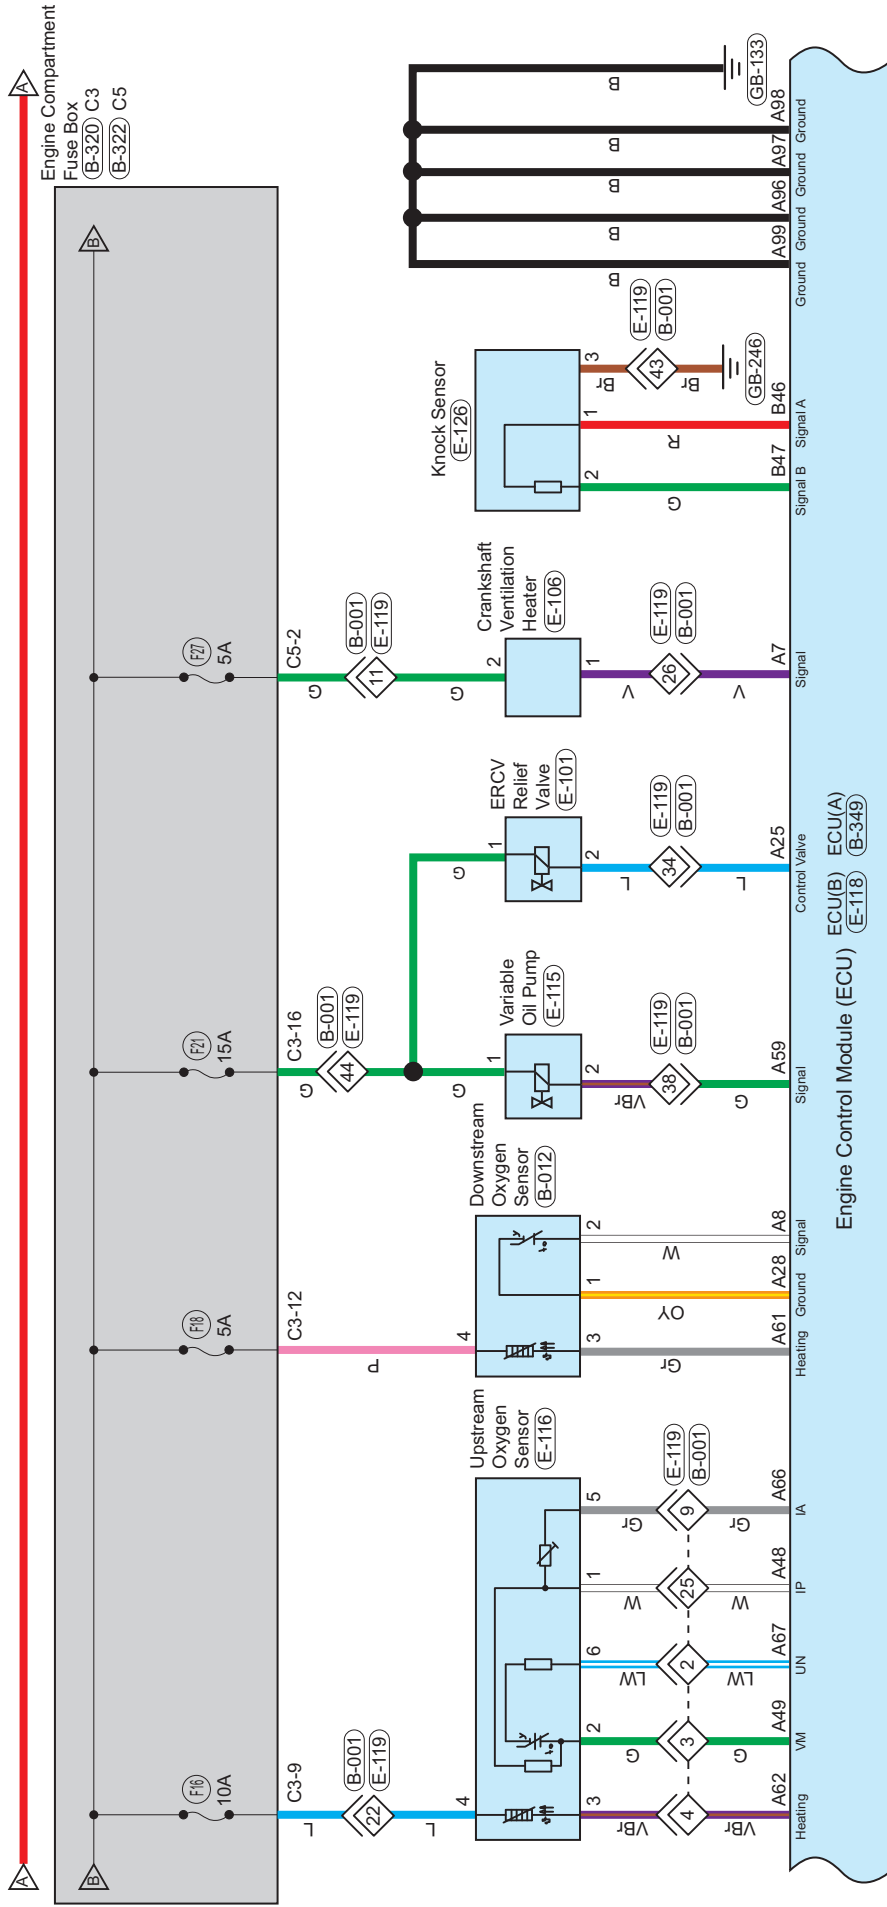 A
A
Engine Compartment
Fuse Box
B-320 C3
B-322 C5
B
B
F16
10A
F18
5A
F21
15A
F27
5A
C3-9
C3-12
C3-16
C5-2
L
B-001
E-119
22
L
P
G
B-001
E-119
44
G
G
G
B-001
E-119
11
G
4
Upstream
Oxygen
Sensor
E-116
4
Downstream
Oxygen
Sensor
B-012
1
Variable
Oil Pump
E-115
1
ERCV
Relief
Valve
E-101
2
Crankshaft
Ventilation
Heater
E-106
Knock Sensor
E-126
t°
t°
3
2
6
1
5
3
1
2
2
2
1
2
1
3
VBr
G
LW
W
Gr
Gr
OY
W
VBr
L
V
G
R
Br
4
3
2
25
9
E-119
B-001
38
E-119
B-001
34
E-119
B-001
26
E-119
B-001
43
E-119
B-001
VBr
G
LW
W
Gr
G
L
V
Br
GB-246
B
B
B
B
B
GB-133
A62
A49
A67
A48
A66
A61
A28
A8
A59
A25
A7
B47
B46
A99
A96
A97
A98
Heating
VM
UN
IP
IA
Heating
Ground
Signal
Signal
Control Valve
Signal
Signal B
Signal A
Ground
Ground
Ground
Ground
Engine Control Module (ECU)
ECU(B) ECU(A)
E-118 B-349